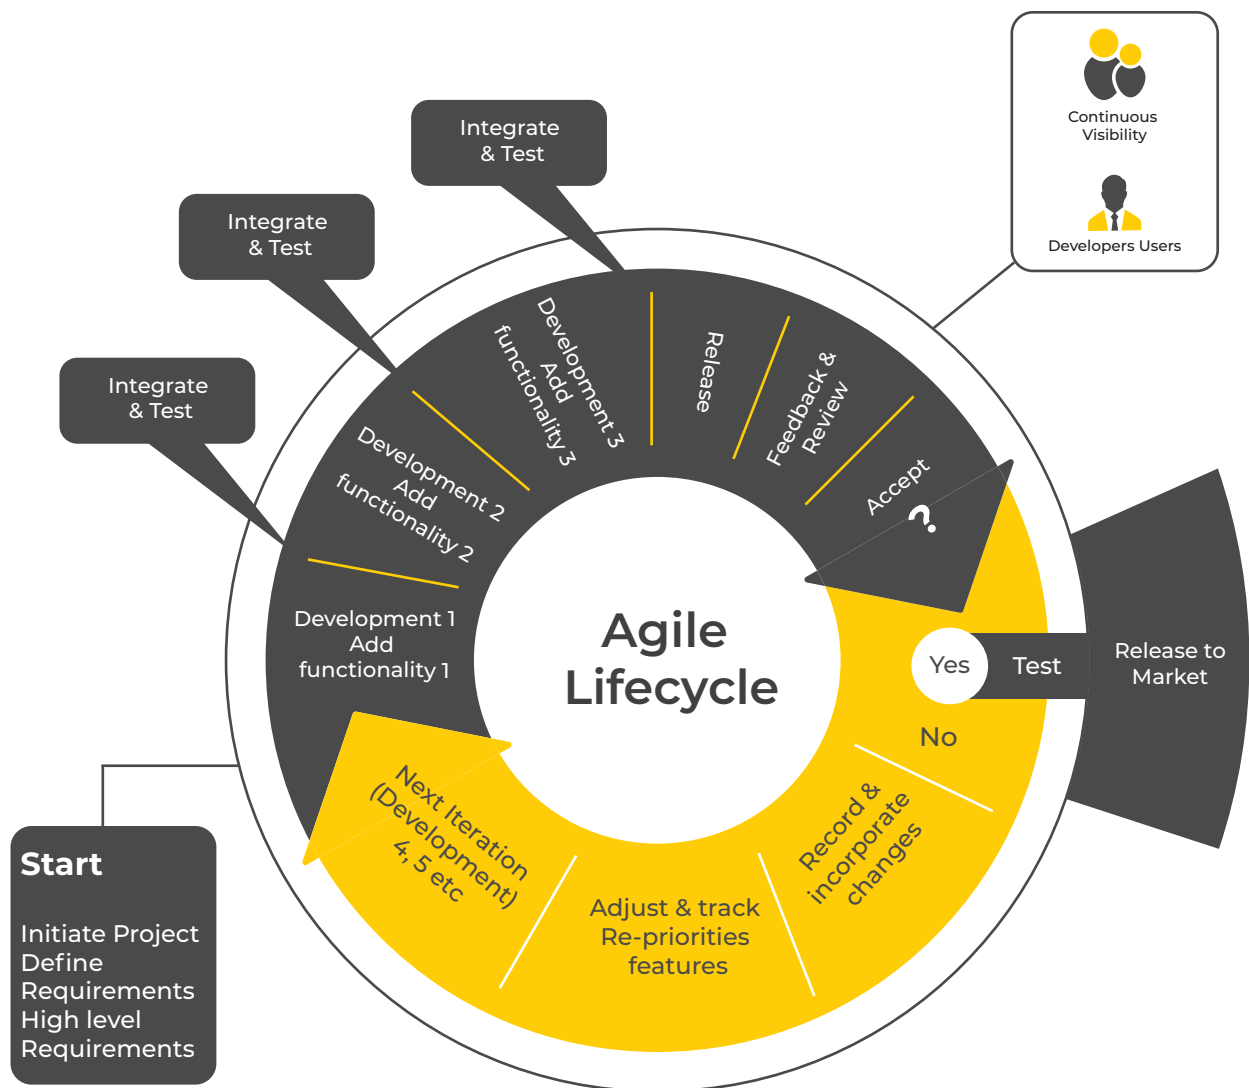 Continuous
Visibility
Developers Users
Integrate
& Test
Integrate
& Test
Integrate
& Test
Development 1
Add
functionality 1
Development 2
Add
functionality 2
Development 3
Add
functionality 3
Release
Feedback &
Review
Accept
?
Agile
Lifecycle
Yes
Test
Release to
Market
No
Record &
incorporate
changes
Adjust & track
Re-priorities
features
Next Iteration
(Development)
4, 5 etc
Start
Initiate Project
Define
Requirements
High level
Requirements